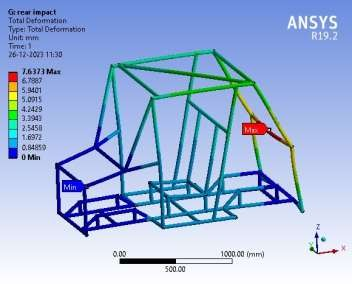 G: rear impact
Total Deformation
Type: Total Deformation
Unit: mm
Time: 1
26-12-2023 11:30
7.6373 Max
6.7887
5.9401
5.0915
4.2429
3.3943
2.5458
1.6972
0.84859
0 Min
ANSYS
R19.2
Max
Min
0.00
1000.00 (mm)
500.00
Z
X